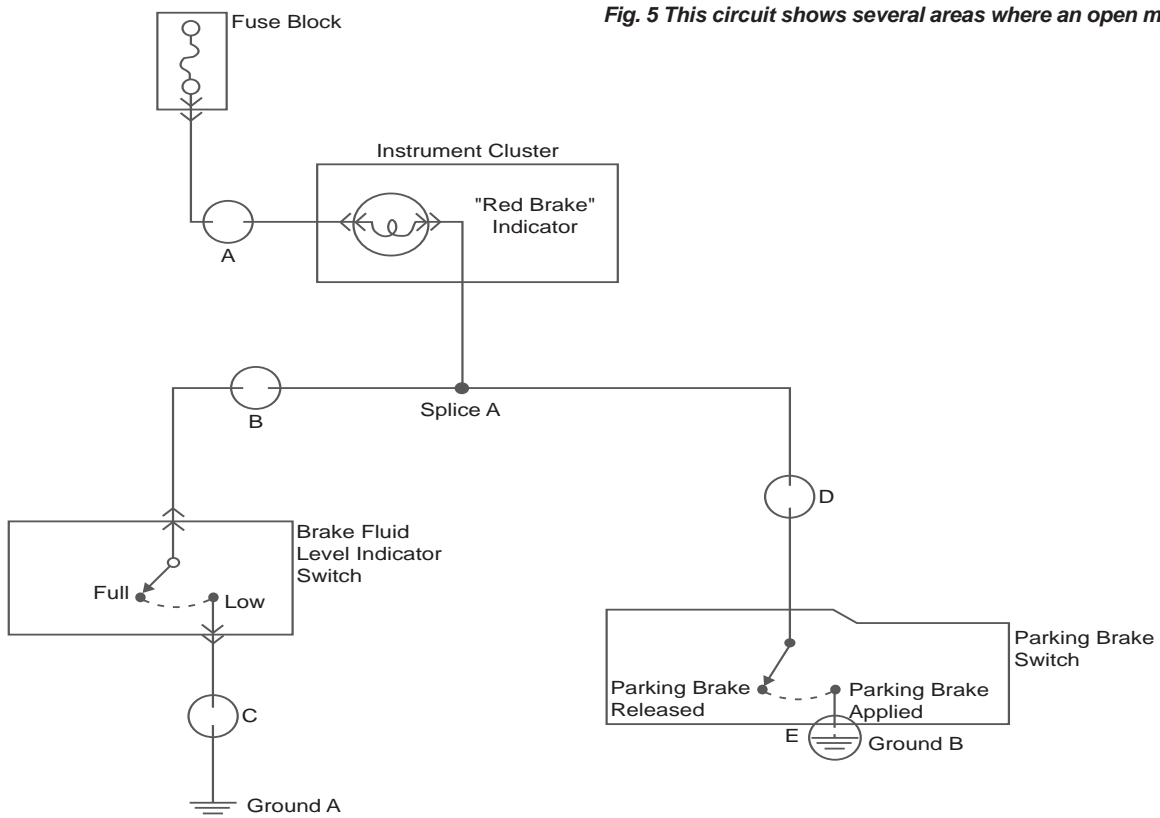 Fig. 5 This circuit shows several areas where an open m
Fuse Block
Instrument Cluster
"Red Brake"
Indicator
A
B
Splice A
D
Brake Fluid
Level Indicator
Switch
Full
Low
C
Ground A
Parking Brake
Switch
Parking Brake
Released
Parking Brake
Applied
E
Ground B